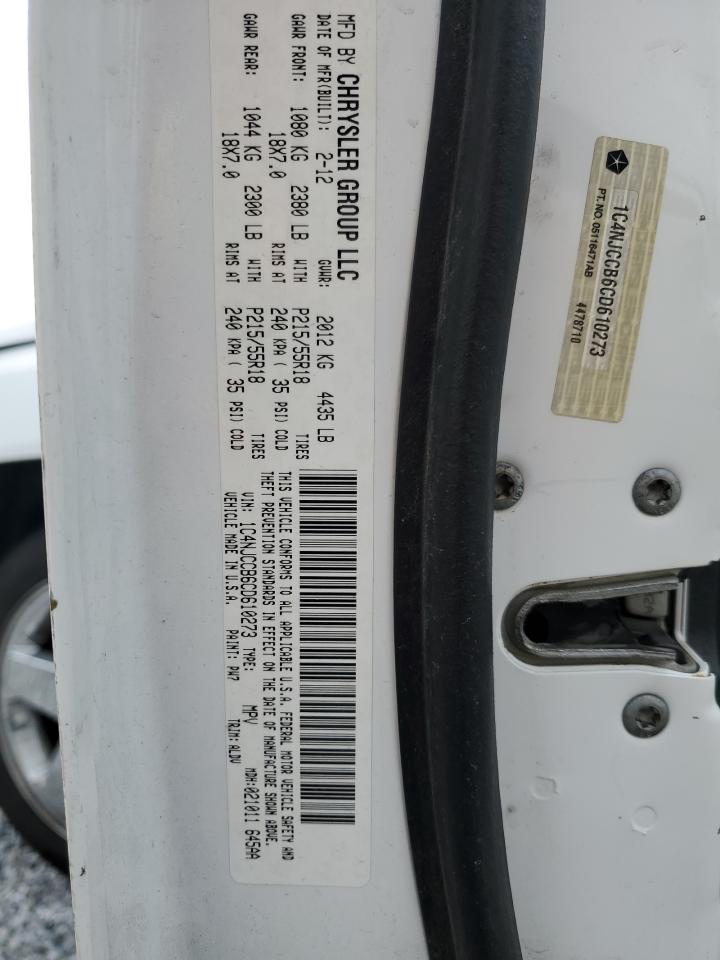 MFD BY CHRYSLER GROUP LLC
DATE OF MFR(BUILT): 2-12 GVWR: 2012 KG 4435 LB
GAWR FRONT: 1080 KG 2380 LB WITH P215/55R18 TIRES
18X7.0 RIMS AT 240 KPA ( 35 PSI) COLD
GAWR REAR: 1044 KG 2300 LB WITH P215/55R18 TIRES
18X7.0 RIMS AT 240 KPA ( 35 PSI) COLD
THIS VEHICLE CONFORMS TO ALL APPLICABLE U.S.A. FEDERAL MOTOR VEHICLE SAFETY AND
THEFT PREVENTION STANDARDS IN EFFECT ON THE DATE OF MANUFACTURE SHOWN ABOVE.
VIN: 1C4NJCCB6CD610273 TYPE: MPV MDH:021011 645AA
VEHICLE MADE IN U.S.A. PAINT: PW7 TRIM:ALDV
1C4NJCCB6CD610273
PT. NO. 05116471AB
4478710